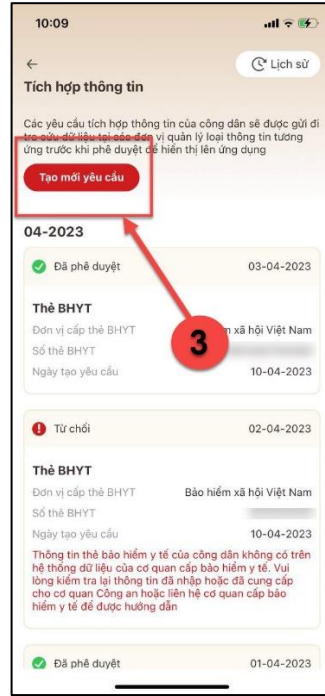 10:09
Lịch sử
Tích hợp thông tin
Các yêu cầu tích hợp thông tin của công dân sẽ được gửi đi
tra cứu dữ liệu tại các đơn vị quản lý loại thông tin tương
ứng trước khi phê duyệt để hiển thị lên ứng dụng
Tạo mới yêu cầu
04-2023
Đã phê duyệt 03-04-2023
Thẻ BHYT
Đơn vị cấp thẻ BHYT xã hội Việt Nam
Số thẻ BHYT
Ngày tạo yêu cầu 10-04-2023
3
Từ chối 02-04-2023
Thẻ BHYT
Đơn vị cấp thẻ BHYT Bảo hiểm xã hội Việt Nam
Số thẻ BHYT
Ngày tạo yêu cầu 10-04-2023
Thông tin thẻ bảo hiểm y tế của công dân không có trên
hệ thống dữ liệu của cơ quan cấp bảo hiểm y tế. Vui
lòng kiểm tra lại thông tin đã nhập hoặc đã cung cấp
cho cơ quan Công an hoặc liên hệ cơ quan cấp bảo
hiểm y tế để được hướng dẫn
Đã phê duyệt 01-04-2023